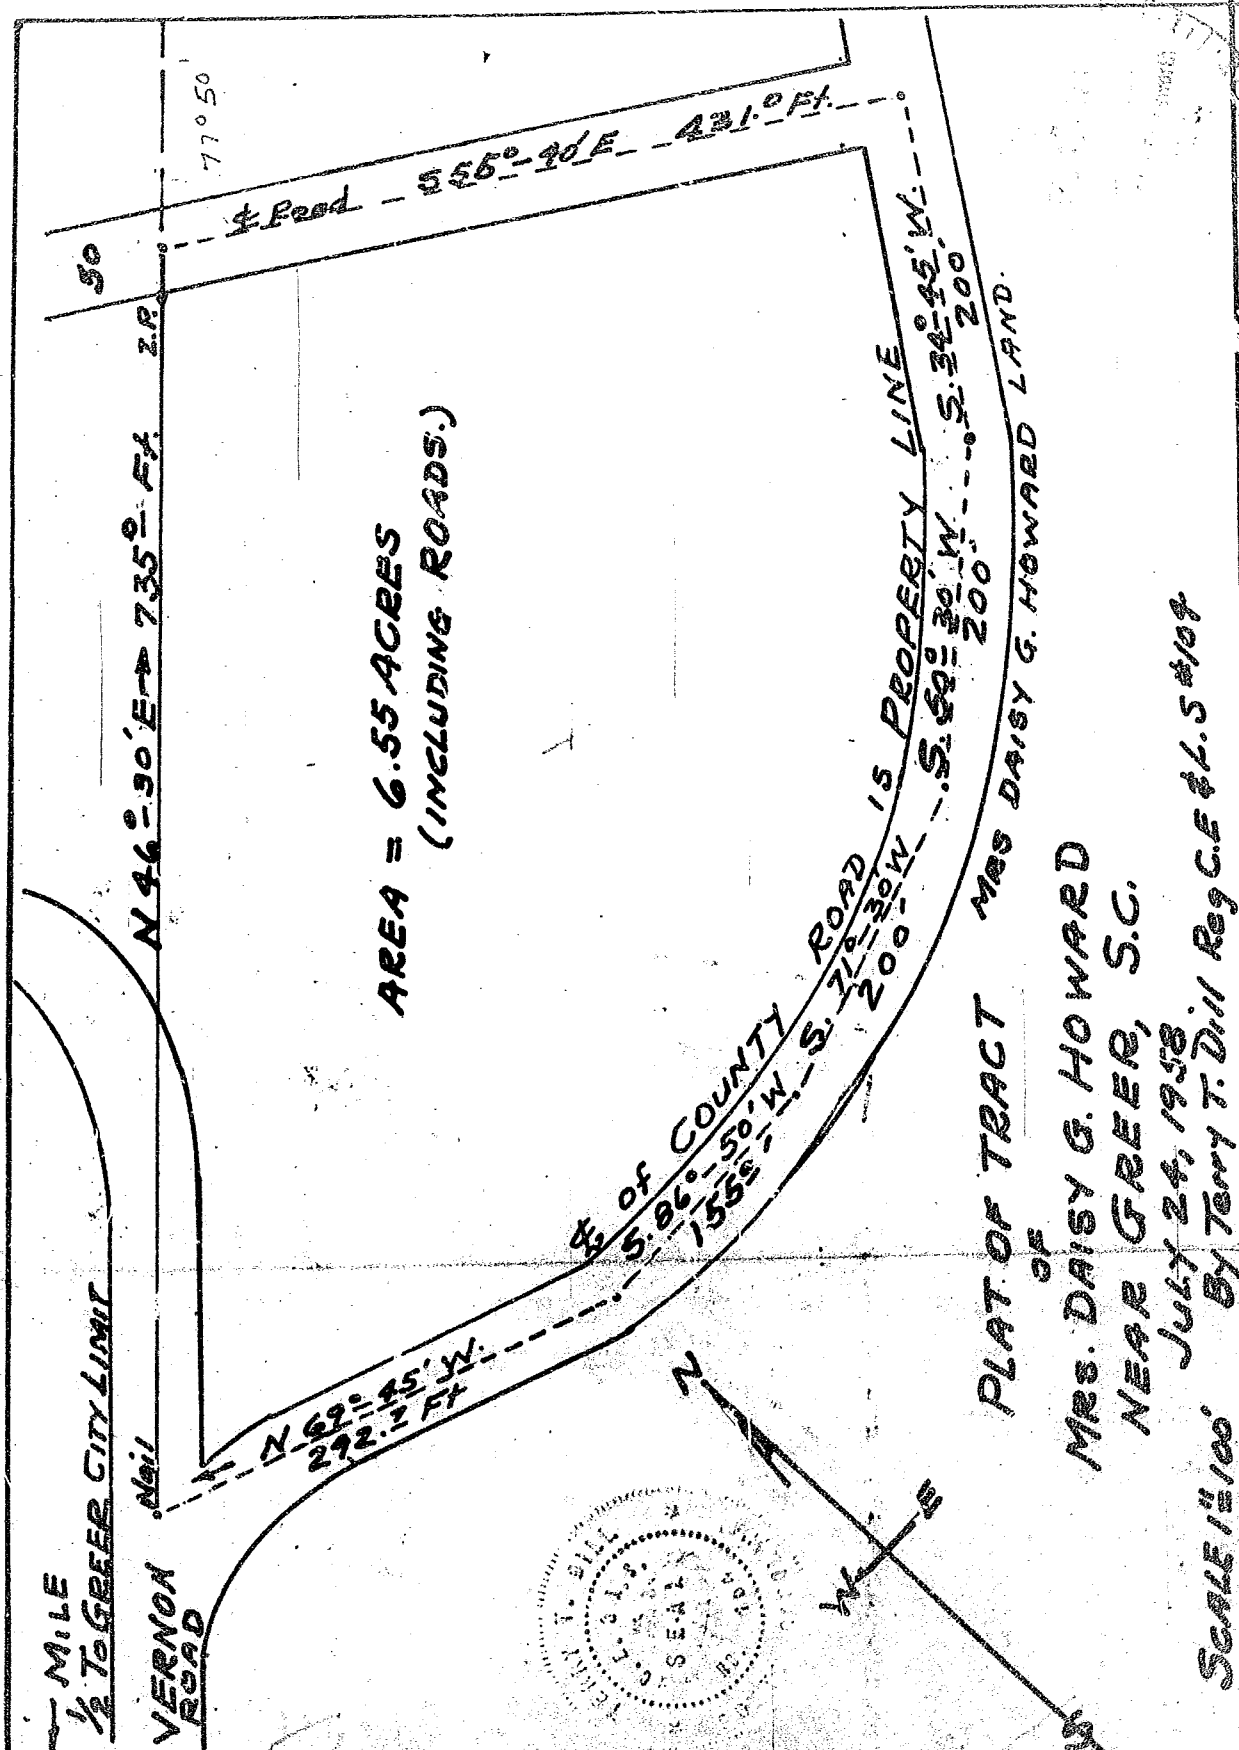 — MILE
1/2 To GREER CITY LIMIT
VERNON
ROAD
Nail
N 46°-30' E → 735.0 Ft.
I.P.
50
77°50'
℄ Road S 55°-40' E 431.0 Ft.
AREA = 6.55 ACRES
(INCLUDING ROADS.)
N 69°-45' W.
292.7 Ft
℄ of COUNTY ROAD IS PROPERTY LINE
S. 86°-50' W
155.0
S. 71°-30' W
200-
S. 50°-30' W.
200-
S. 34°-45' W.
200'
MRS DAISY G. HOWARD LAND.
N
W
E
S
SEAL
PLAT OF TRACT
OF
MRS. DAISY G. HOWARD
NEAR GREER, S.C.
JULY 24, 1958
SCALE 1"=100' By Terry T. Dill Reg C.E & L.S #104